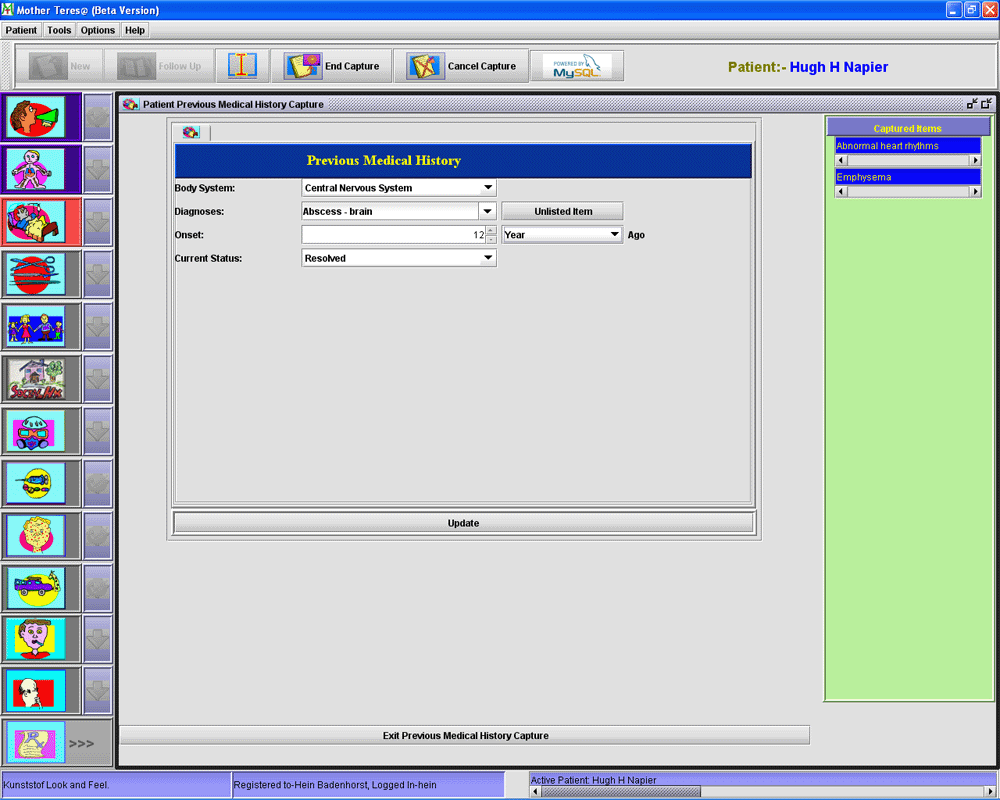 Mother Teres@ (Beta Version)
Patient Tools Options Help
New Follow Up End Capture Cancel Capture POWERED BY MySQL Patient:- Hugh H Napier
Patient Previous Medical History Capture
Captured Items
Abnormal heart rhythms
Emphysema
Previous Medical History
Body System: Central Nervous System
Diagnoses: Abscess - brain Unlisted Item
Onset: 12 Year Ago
Current Status: Resolved
Update
>>>
Exit Previous Medical History Capture
Kunststof Look and Feel. Registered to-Hein Badenhorst, Logged In-hein Active Patient: Hugh H Napier